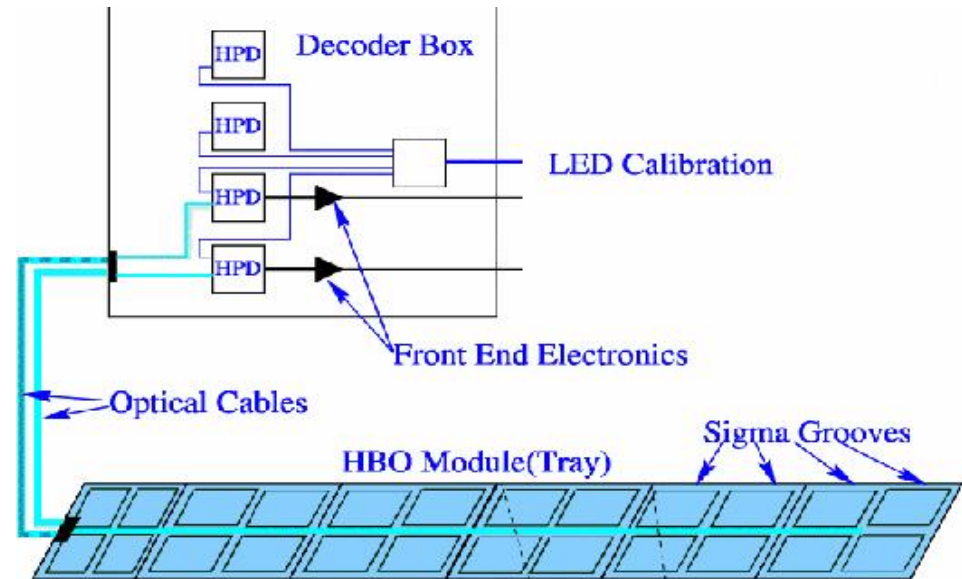 HPD
Decoder Box
HPD
LED Calibration
HPD
HPD
Front End Electronics
Optical Cables
Sigma Grooves
HBO Module(Tray)